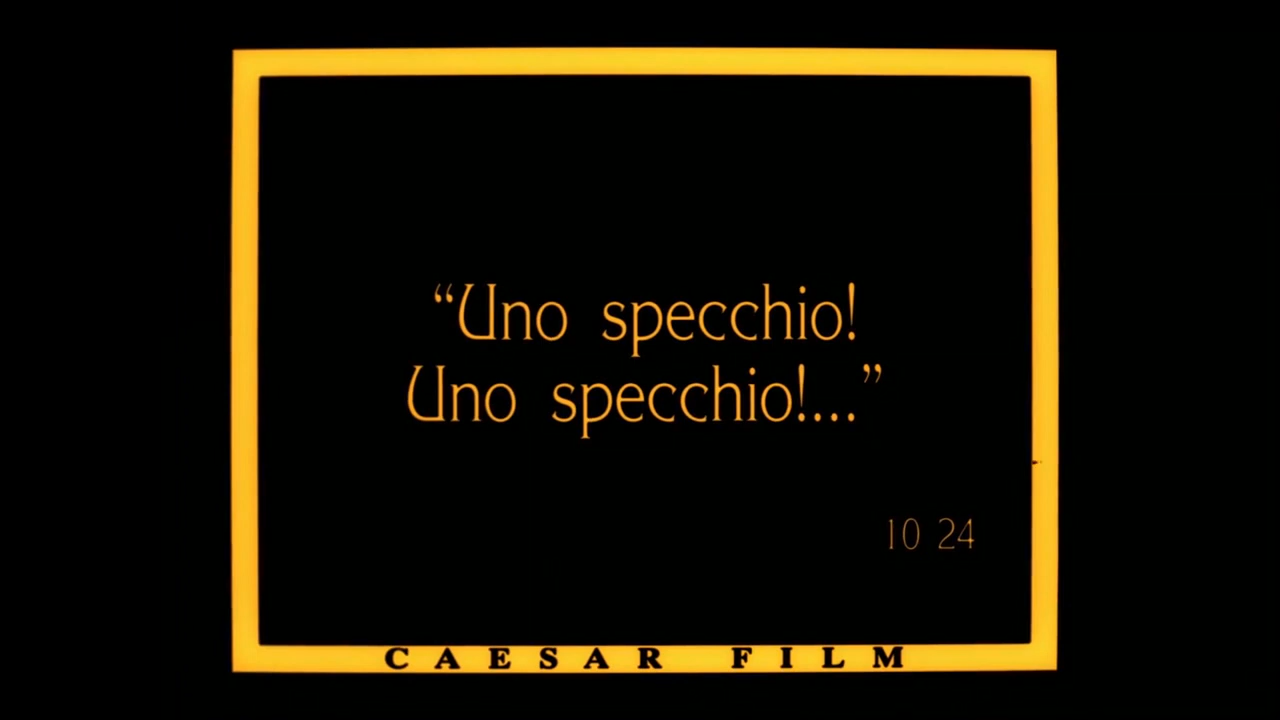 “Uno specchio!
Uno specchio!...”
10 24
CAESAR FILM